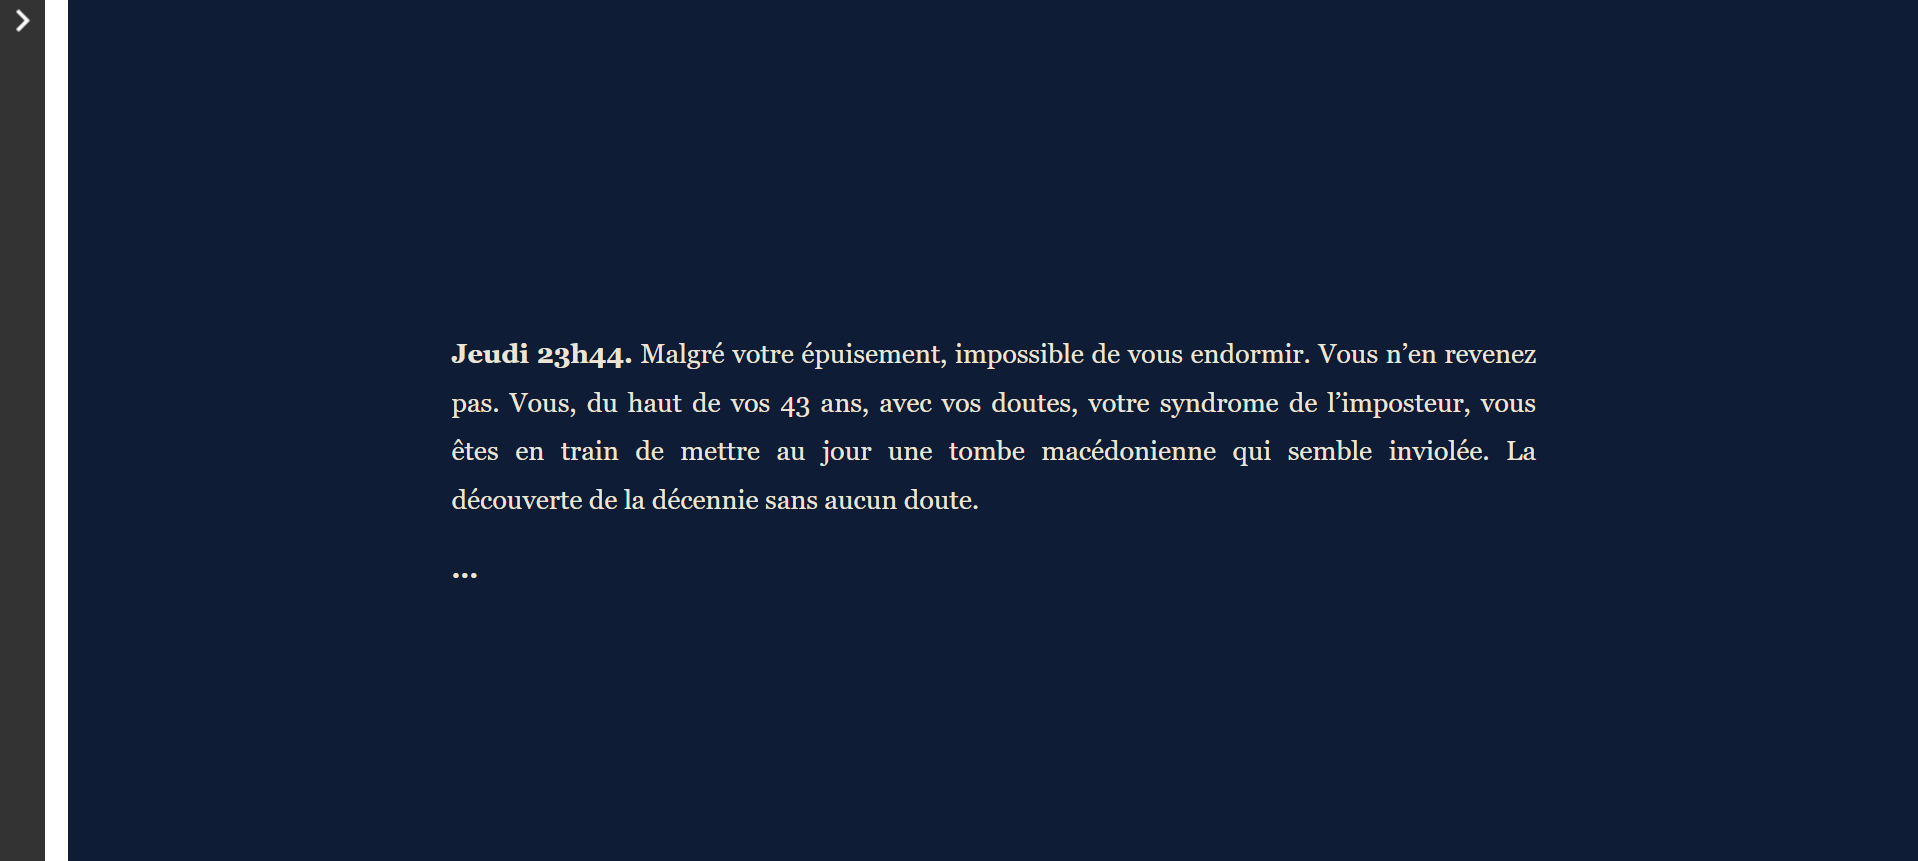 Jeudi 23h44. Malgré votre épuisement, impossible de vous endormir. Vous n’en revenez
pas. Vous, du haut de vos 43 ans, avec vos doutes, votre syndrome de l’imposteur, vous
êtes en train de mettre au jour une tombe macédonienne qui semble inviolée. La
découverte de la décennie sans aucun doute.
...